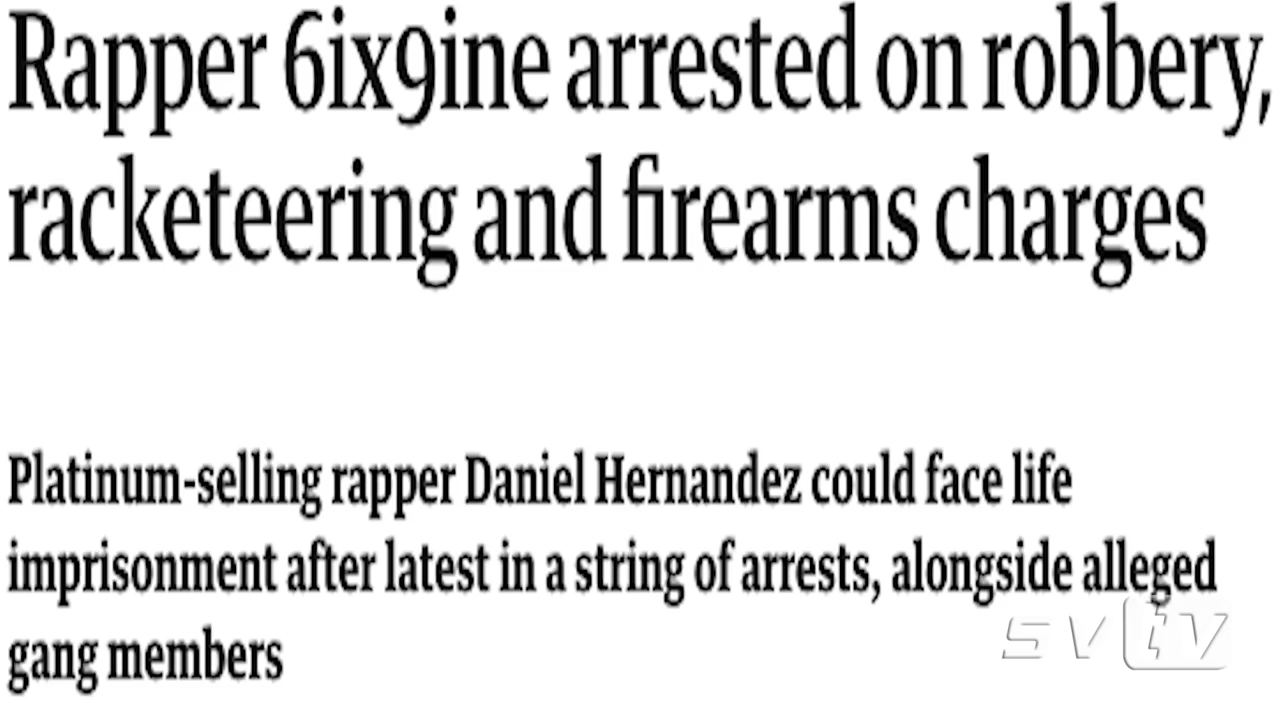 Rapper 6ix9ine arrested on robbery,
racketeering and firearms charges
Platinum-selling rapper Daniel Hernandez could face life
imprisonment after latest in a string of arrests, alongside alleged
gang members
SVTV